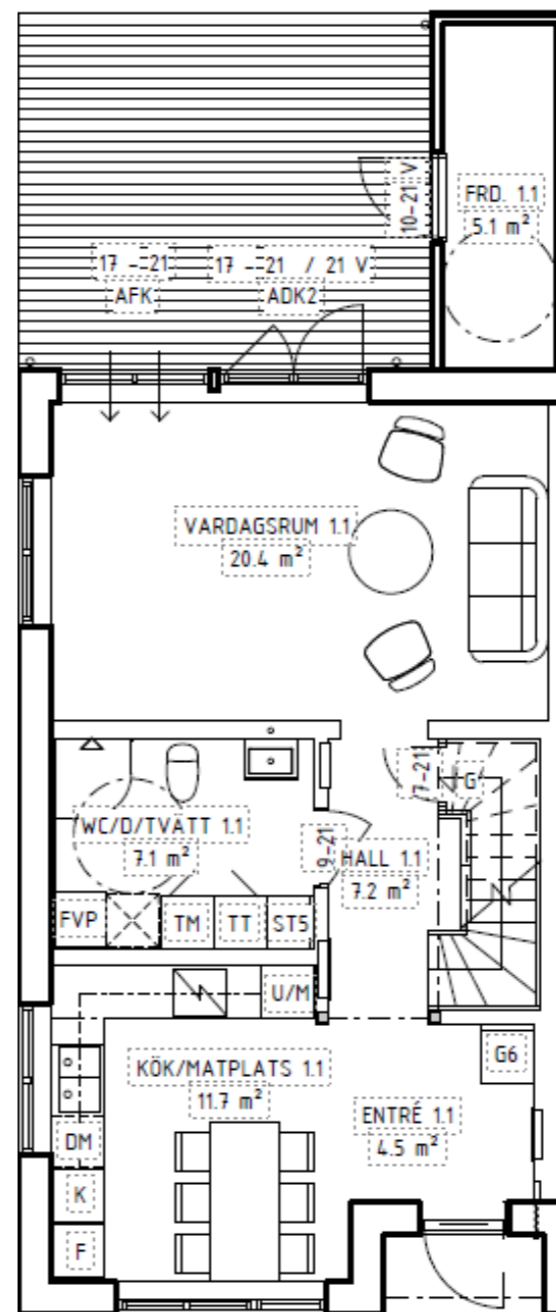 10-21 V
FRD. 1.1
5.1 m²
17 - 21
AFK
17 - 21 / 21 V
ADK2
VARDAGSRUM 1.1
20.4 m²
7-21
G
WC/D/TVÄTT 1.1
7.1 m²
9-21
HALL 1.1
7.2 m²
FVP
TM
TT
ST5
U/M
KÖK/MATPLATS 1.1
11.7 m²
G6
ENTRÉ 1.1
4.5 m²
DM
K
F